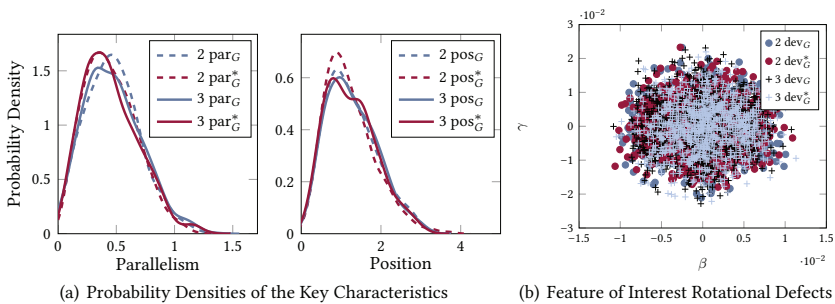 Probability Density
0
0.5
1
1.5
0
0.5
1
1.5
Parallelism
2 par_G
2 par*_G
3 par_G
3 par*_G
0
0.2
0.4
0.6
0
2
4
Position
2 pos_G
2 pos*_G
3 pos_G
3 pos*_G
(a) Probability Densities of the Key Characteristics
·10⁻²
γ
3
2
1
0
−1
−2
−3
−1.5
−1
−0.5
0
0.5
1
1.5
·10⁻²
β
2 dev_G
2 dev*_G
3 dev_G
3 dev*_G
(b) Feature of Interest Rotational Defects